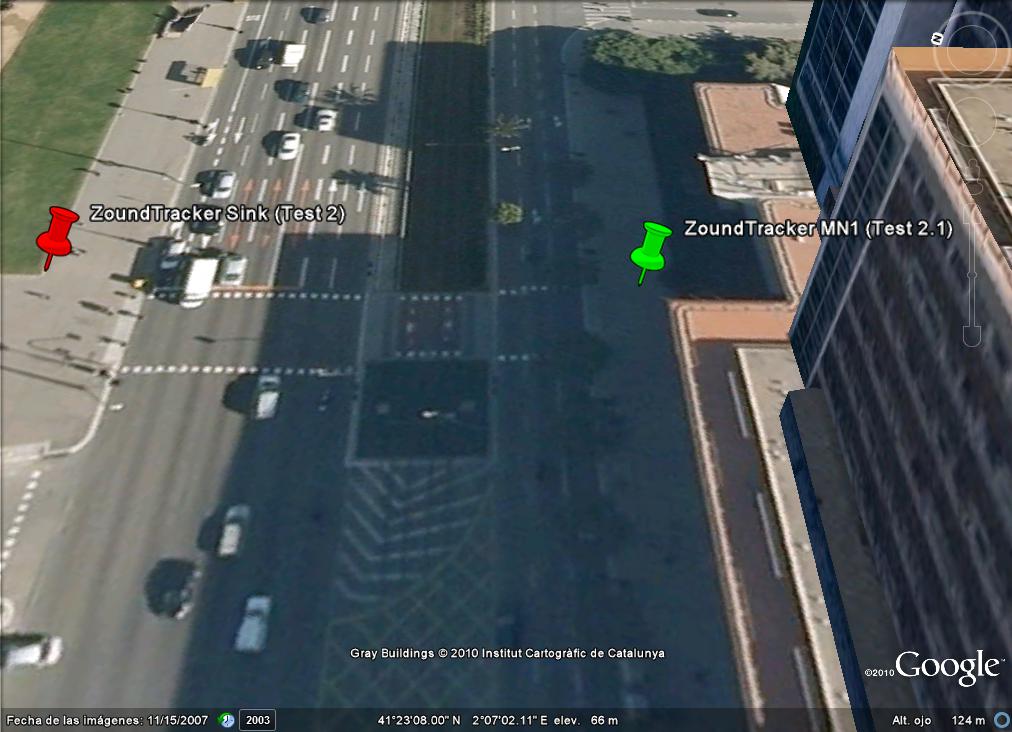 N
ZoundTracker Sink (Test 2)
ZoundTracker MN1 (Test 2.1)
Gray Buildings © 2010 Institut Cartogràfic de Catalunya
©2010 Google™
Fecha de las imágenes: 11/15/2007 2003 41°23'08.00" N 2°07'02.11" E elev. 66 m Alt. ojo 124 m